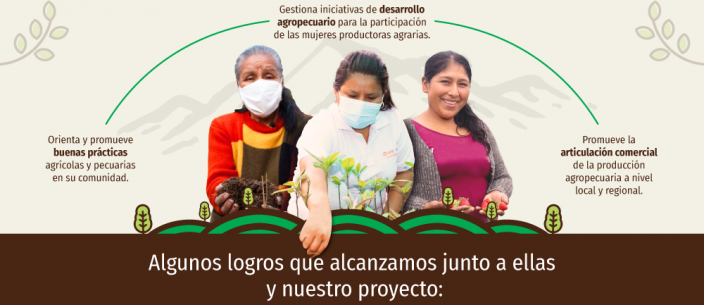 Gestiona iniciativas de desarrollo
agropecuario para la participación
de las mujeres productoras agrarias.
Orienta y promueve
buenas prácticas
agrícolas y pecuarias
en su comunidad.
Promueve la
articulación comercial
de la producción
agropecuaria a nivel
local y regional.
Algunos logros que alcanzamos junto a ellas
y nuestro proyecto: